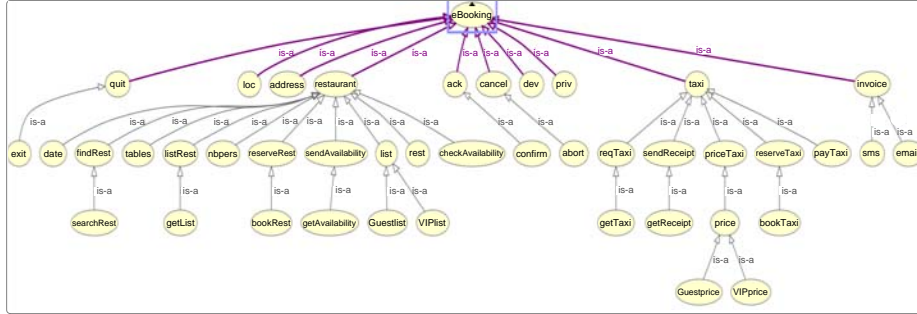 eBooking
is-a is-a is-a is-a is-a is-a is-a is-a is-a is-a
quit loc address restaurant ack cancel dev priv taxi invoice
is-a is-a is-a is-a is-a is-a is-a is-a is-a is-a is-a is-a is-a is-a is-a is-a is-a is-a is-a is-a
exit date findRest tables listRest nbpers reserveRest sendAvailability list rest checkAvailability confirm abort reqTaxi sendReceipt priceTaxi reserveTaxi payTaxi sms email
is-a is-a is-a is-a is-a is-a is-a is-a is-a is-a
searchRest getList bookRest getAvailability Guestlist VIPlist getTaxi getReceipt price bookTaxi
is-a is-a
Guestprice VIPprice